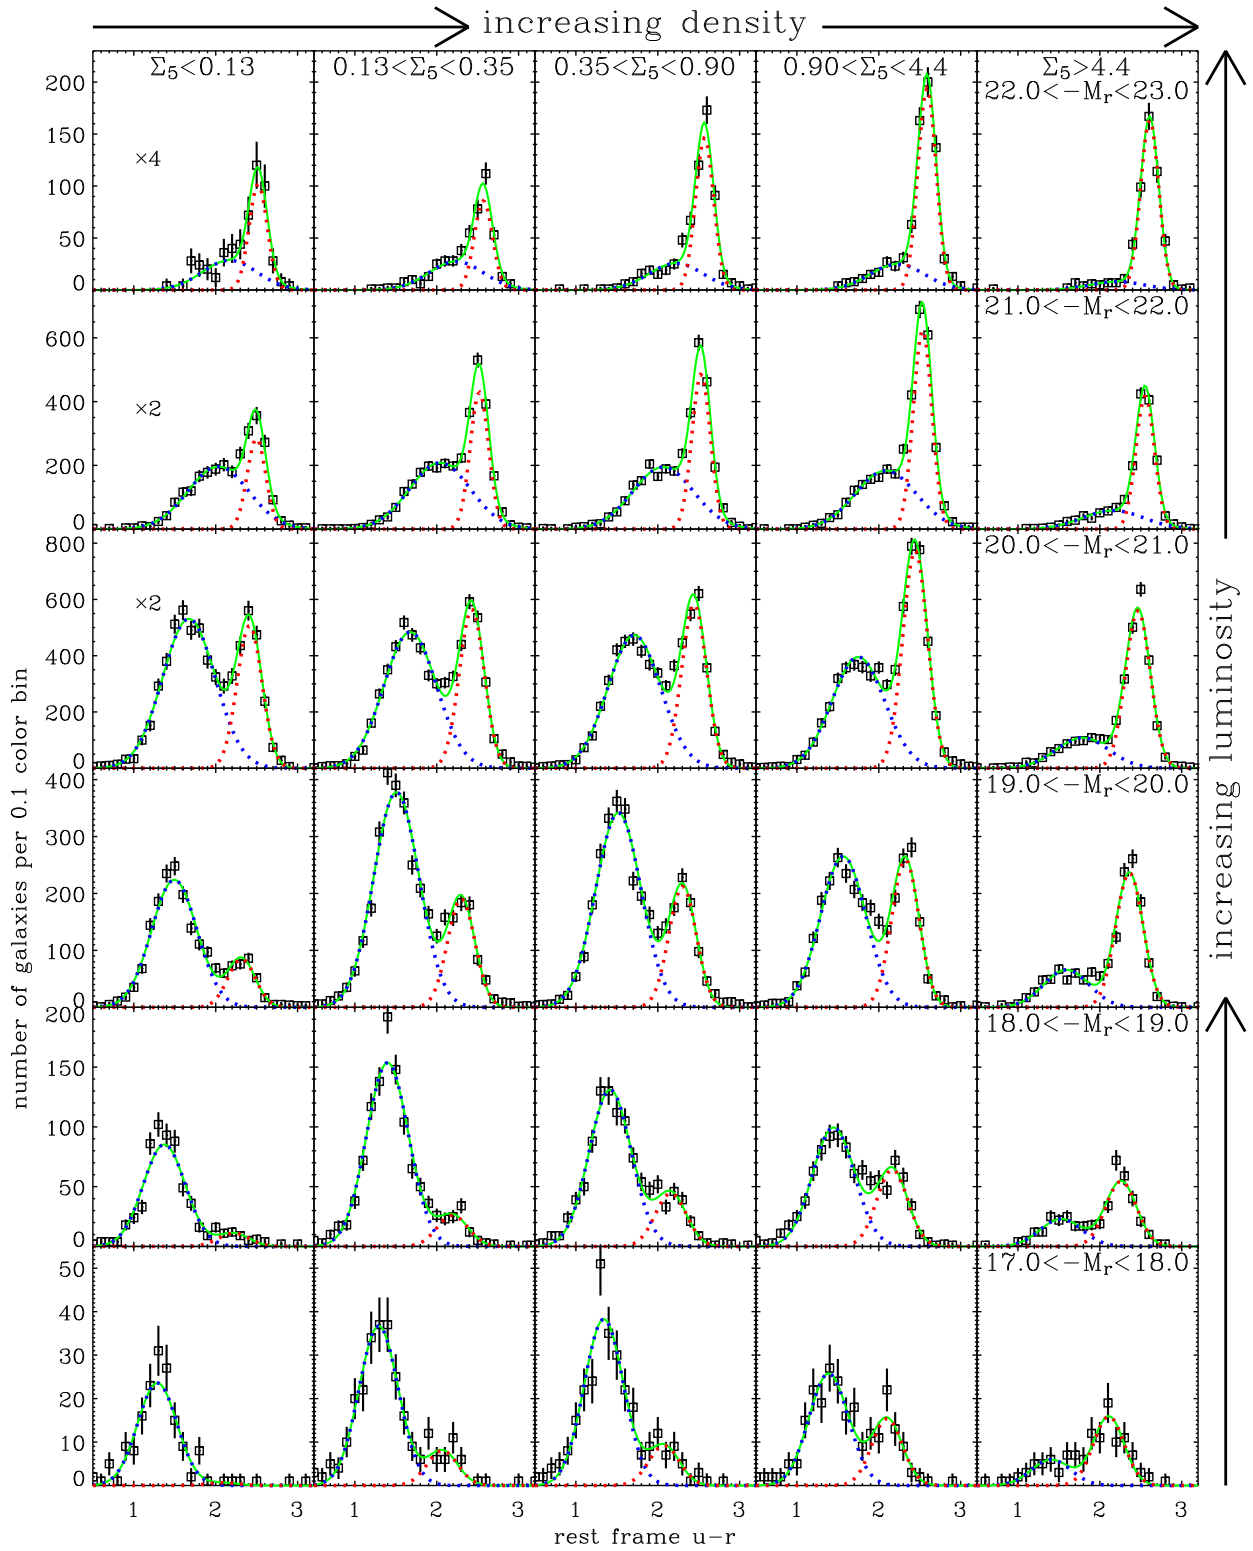 increasing density
Σ5<0.13
0.13<Σ5<0.35
0.35<Σ5<0.90
0.90<Σ5<4.4
Σ5>4.4
22.0<−Mr<23.0
×4
200
150
100
50
0
21.0<−Mr<22.0
×2
600
400
200
0
20.0<−Mr<21.0
×2
800
600
400
200
0
19.0<−Mr<20.0
400
300
200
100
0
18.0<−Mr<19.0
200
150
100
50
0
17.0<−Mr<18.0
50
40
30
20
10
0
1 2 3 1 2 3 1 2 3 1 2 3 1 2 3
rest frame u−r
number of galaxies per 0.1 color bin
increasing luminosity